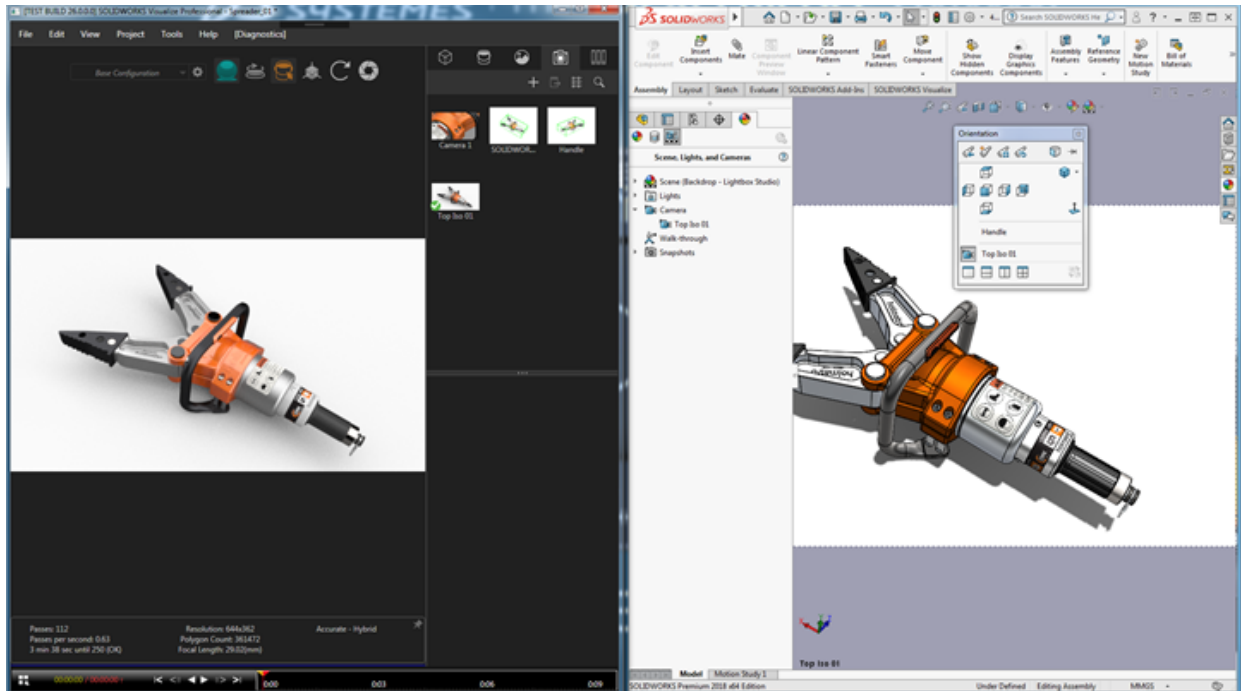 [TEST BUILD 26.0.0.0] SOLIDWORKS Visualize Professional - Spreader_01 *
SYSTEMES
File Edit View Project Tools Help [Diagnostics]
Base Configuration
Camera 1
SOLIDWOR...
Handle
Top Iso 01
Passes: 112
Passes per second: 0.63
3 min 38 sec until 250 (OK)
Resolution: 644x362
Polygon Count: 361472
Focal Length: 29.02(mm)
Accurate - Hybrid
0:00
0:03
0:06
0:09
SOLIDWORKS
Search SOLIDWORKS He
Edit Component
Insert Components
Mate
Component Preview Window
Linear Component Pattern
Smart Fasteners
Move Component
Show Hidden Components
Display Graphics Components
Assembly Features
Reference Geometry
New Motion Study
Bill of Materials
Assembly Layout Sketch Evaluate SOLIDWORKS Add-Ins SOLIDWORKS Visualize
Scene, Lights, and Cameras
Scene (Backdrop - Lightbox Studio)
Lights
Camera
Top Iso 01
Walk-through
Snapshots
Orientation
Handle
Top Iso 01
holmatro
Top Iso 01
Model Motion Study 1
SOLIDWORKS Premium 2018 x64 Edition
Under Defined Editing Assembly MMGS